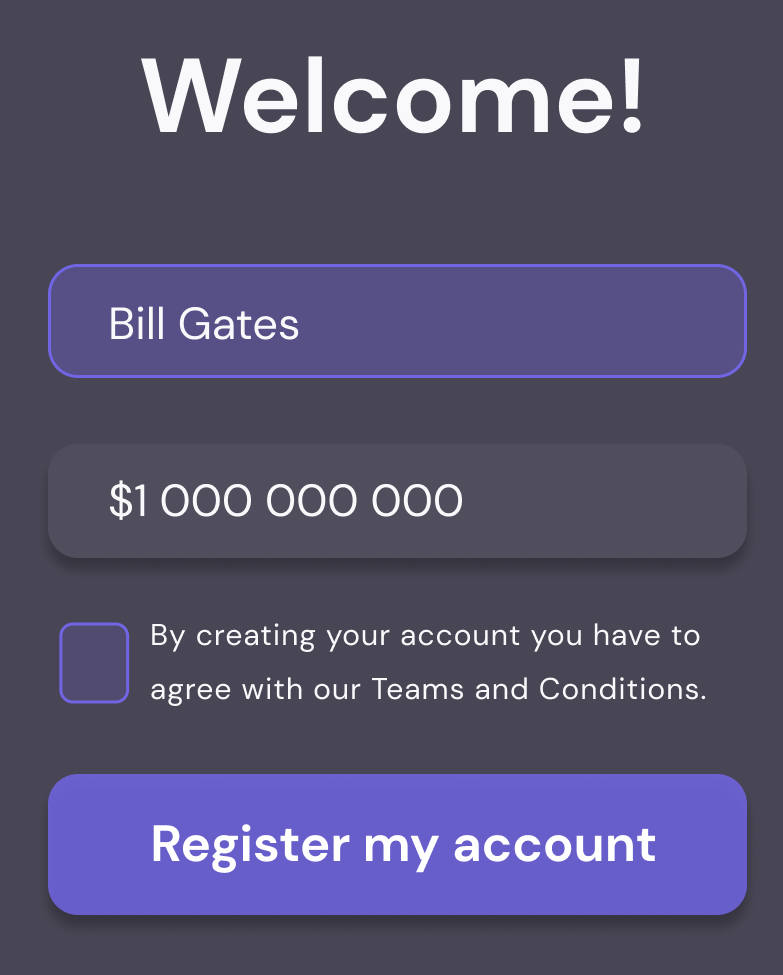 Welcome!
Bill Gates
$1 000 000 000
By creating your account you have to
agree with our Teams and Conditions.
Register my account